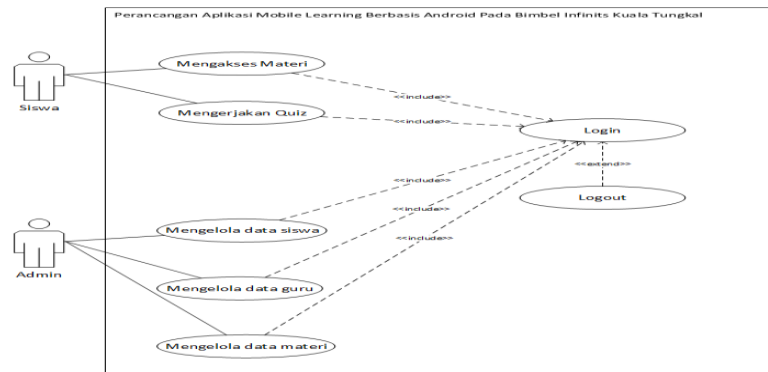 Perancangan Aplikasi Mobile Learning Berbasis Android Pada Bimbel Infinits Kuala Tungkal
Mengakses Materi
<<include>>
Siswa
Mengerjakan Quiz
<<include>>
Login
<<include>>
<<extend>>
Logout
<<include>>
Mengelola data siswa
<<include>>
Admin
Mengelola data guru
Mengelola data materi